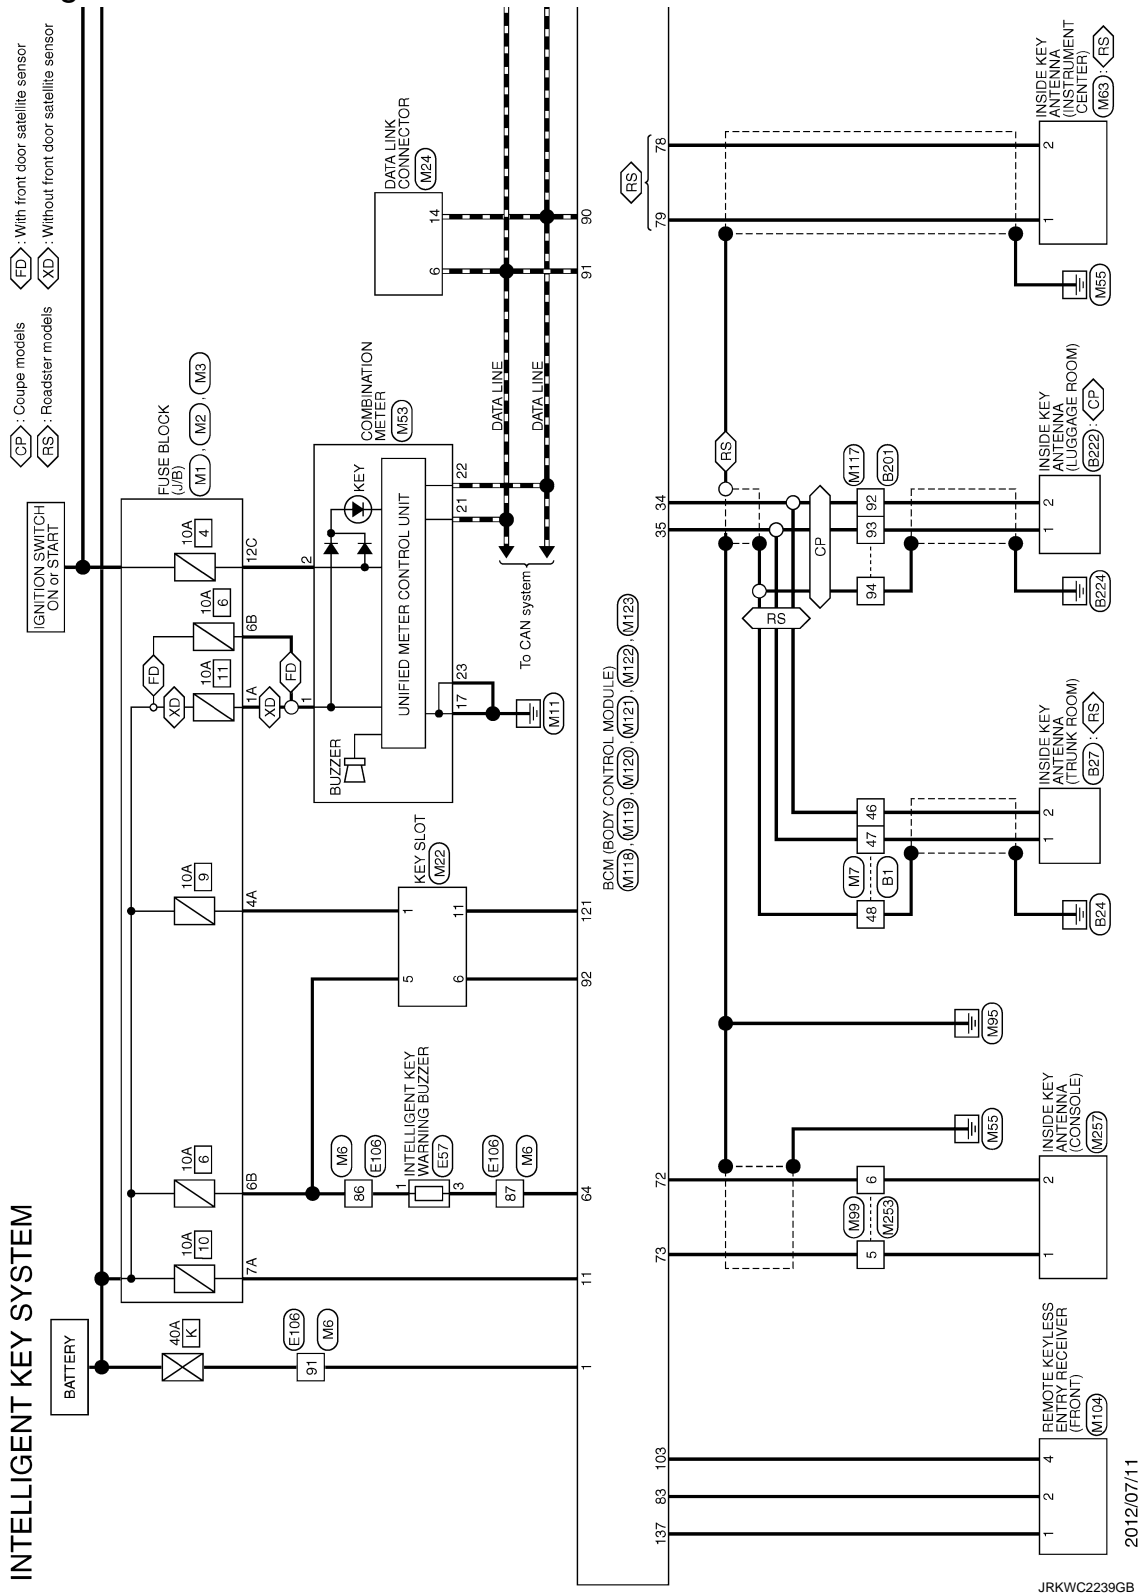 INTELLIGENT KEY SYSTEM
CP : Coupe models
RS : Roadster models
FD : With front door satellite sensor
XD : Without front door satellite sensor
BATTERY
IGNITION SWITCH
ON or START
40A
K
10A
10
10A
6
10A
9
10A
11
10A
6
10A
4
FD
XD
FUSE BLOCK
(J/B)
M1 , M2 , M3
7A
6B
4A
1A
6B
12C
XD
FD
E106
91
M6
M6
86
E106
1
INTELLIGENT KEY
WARNING BUZZER
E57
3
E106
87
M6
KEY SLOT
M22
5
1
6
11
BUZZER
1
2
KEY
UNIFIED METER CONTROL UNIT
COMBINATION
METER
M53
17
23
21
22
M11
To CAN system
DATA LINE
DATA LINE
DATA LINK
CONNECTOR
M24
6
14
1
11
64
92
121
91
90
BCM (BODY CONTROL MODULE)
M118 , M119 , M120 , M121 , M122 , M123
137
83
103
73
72
35
34
79
78
RS
1
2
4
REMOTE KEYLESS
ENTRY RECEIVER
(FRONT)
M104
5
6
M99
M253
M55
1
2
INSIDE KEY
ANTENNA
(CONSOLE)
M257
M95
RS
CP
RS
48
47
46
M7
B1
B24
1
2
INSIDE KEY
ANTENNA
(TRUNK ROOM)
B27 : RS
94
93
92
M117
B201
B224
1
2
INSIDE KEY
ANTENNA
(LUGGAGE ROOM)
B222 : CP
M55
1
2
INSIDE KEY
ANTENNA
(INSTRUMENT
CENTER)
M63 : RS
2012/07/11
JRKWC2239GB